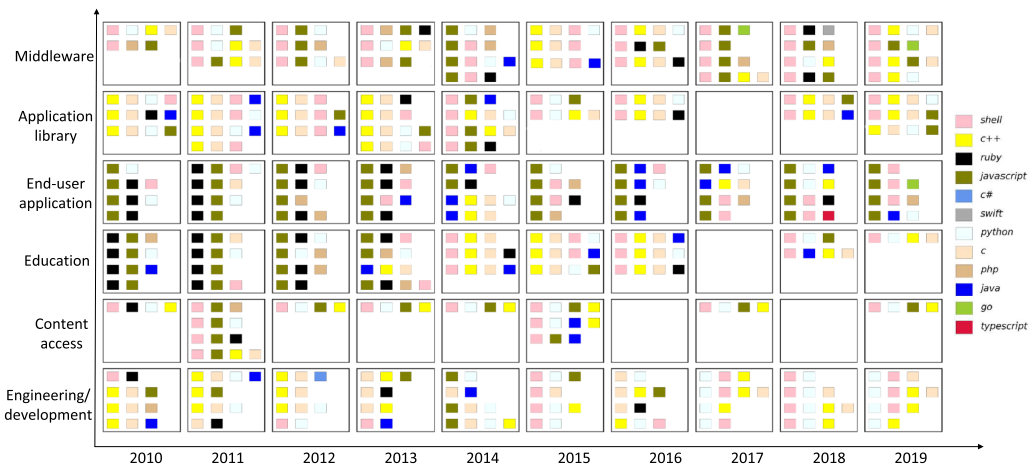 Middleware
Application
library
End-user
application
Education
Content
access
Engineering/
development
shell
c++
ruby
javascript
c#
swift
python
c
php
java
go
typescript
2010 2011 2012 2013 2014 2015 2016 2017 2018 2019